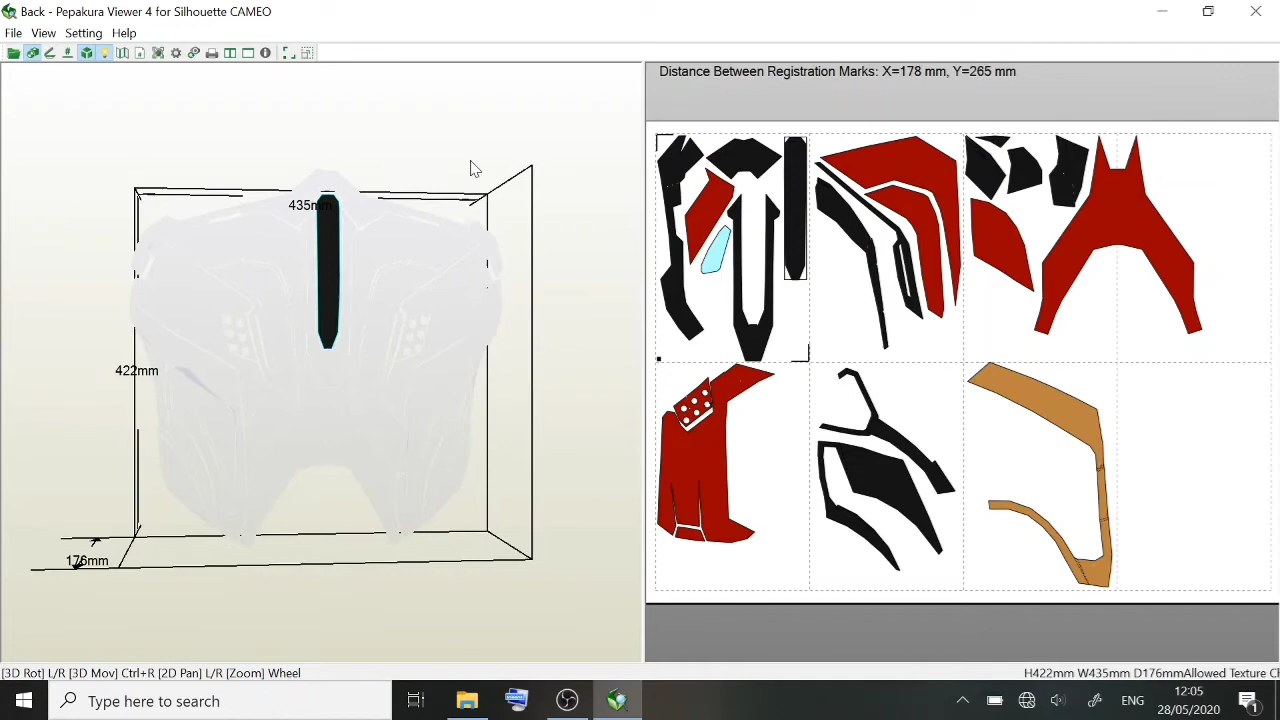 Back - Pepakura Viewer 4 for Silhouette CAMEO
File View Setting Help
Distance Between Registration Marks: X=178 mm, Y=265 mm
435mm
422mm
176mm
[3D Rot] L/R [3D Mov] Ctrl+R [2D Pan] L/R [Zoom] Wheel
H422mm W435mm D176mmAllowed Texture Cl
Type here to search
ENG
12:05
28/05/2020
1